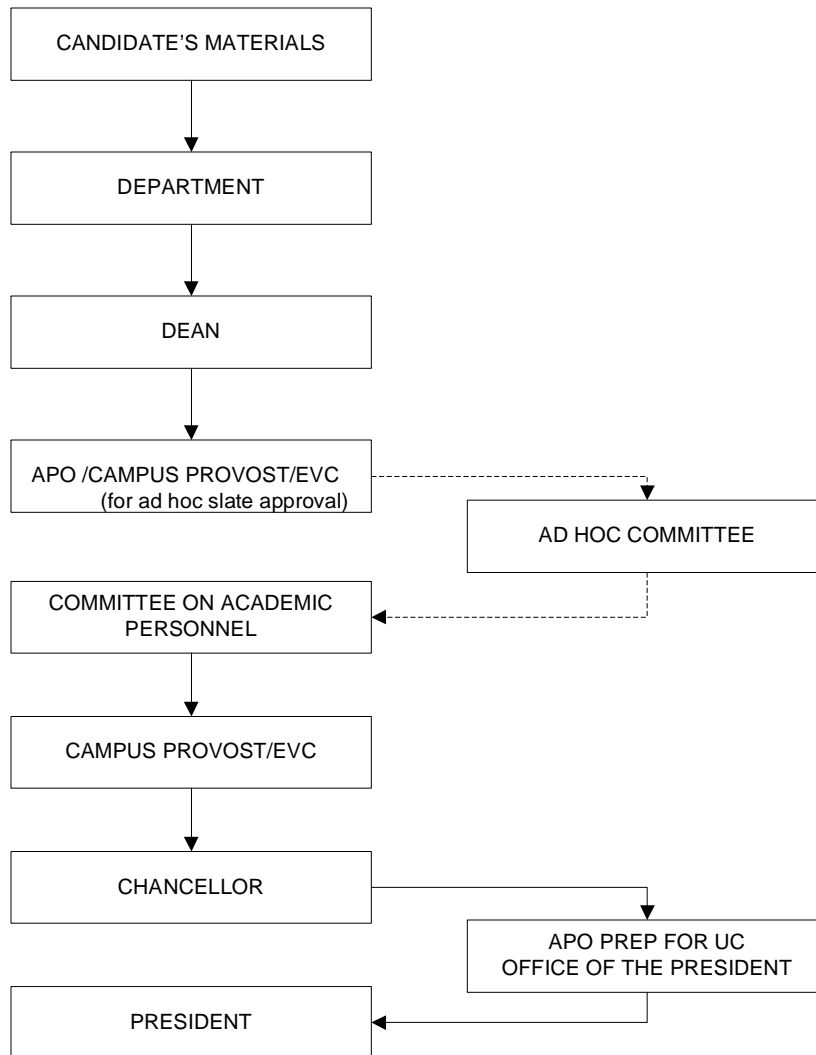 CANDIDATE’S MATERIALS
DEPARTMENT
DEAN
APO /CAMPUS PROVOST/EVC
(for ad hoc slate approval)
AD HOC COMMITTEE
COMMITTEE ON ACADEMIC
PERSONNEL
CAMPUS PROVOST/EVC
CHANCELLOR
APO PREP FOR UC
OFFICE OF THE PRESIDENT
PRESIDENT